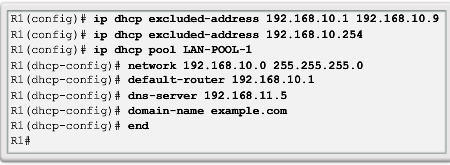 R1(config)# ip dhcp excluded-address 192.168.10.1 192.168.10.9
R1(config)# ip dhcp excluded-address 192.168.10.254
R1(config)# ip dhcp pool LAN-POOL-1
R1(dhcp-config)# network 192.168.10.0 255.255.255.0
R1(dhcp-config)# default-router 192.168.10.1
R1(dhcp-config)# dns-server 192.168.11.5
R1(dhcp-config)# domain-name example.com
R1(dhcp-config)# end
R1#